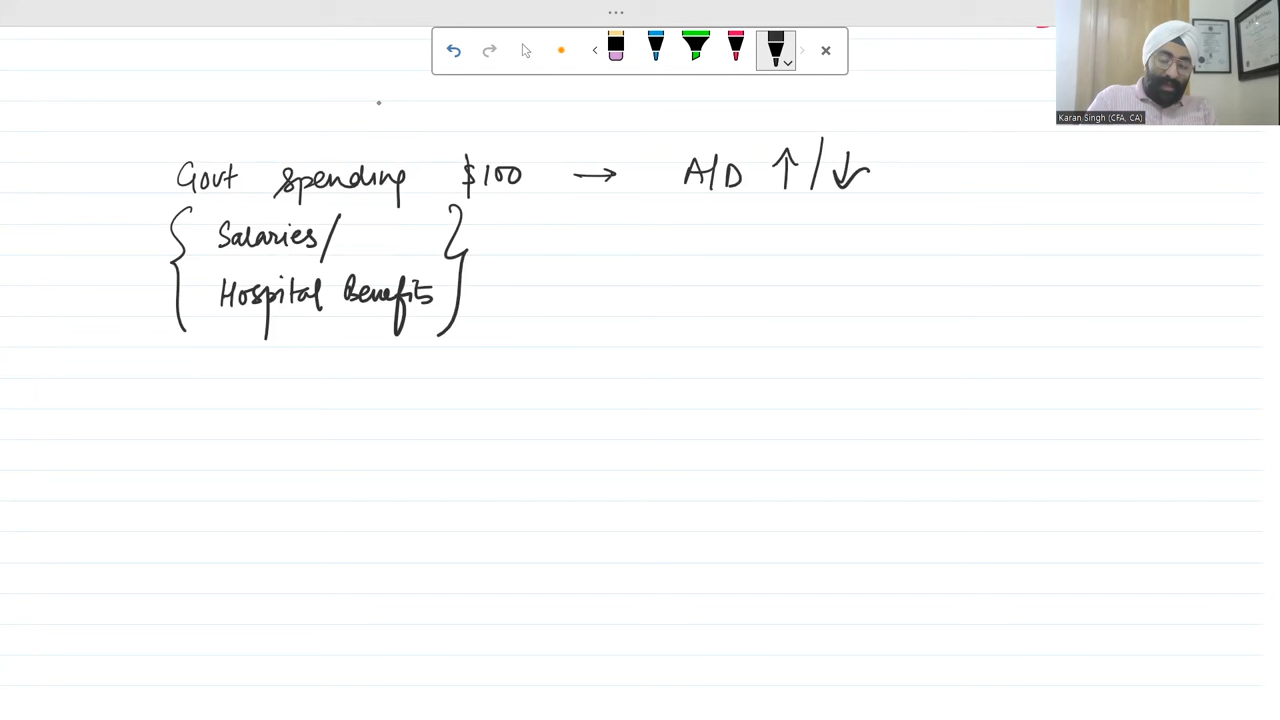 Karan Singh (CFA, CA)
Govt spending $100 → A/D ↑/↓
{ Salaries/
Hospital Benefits }